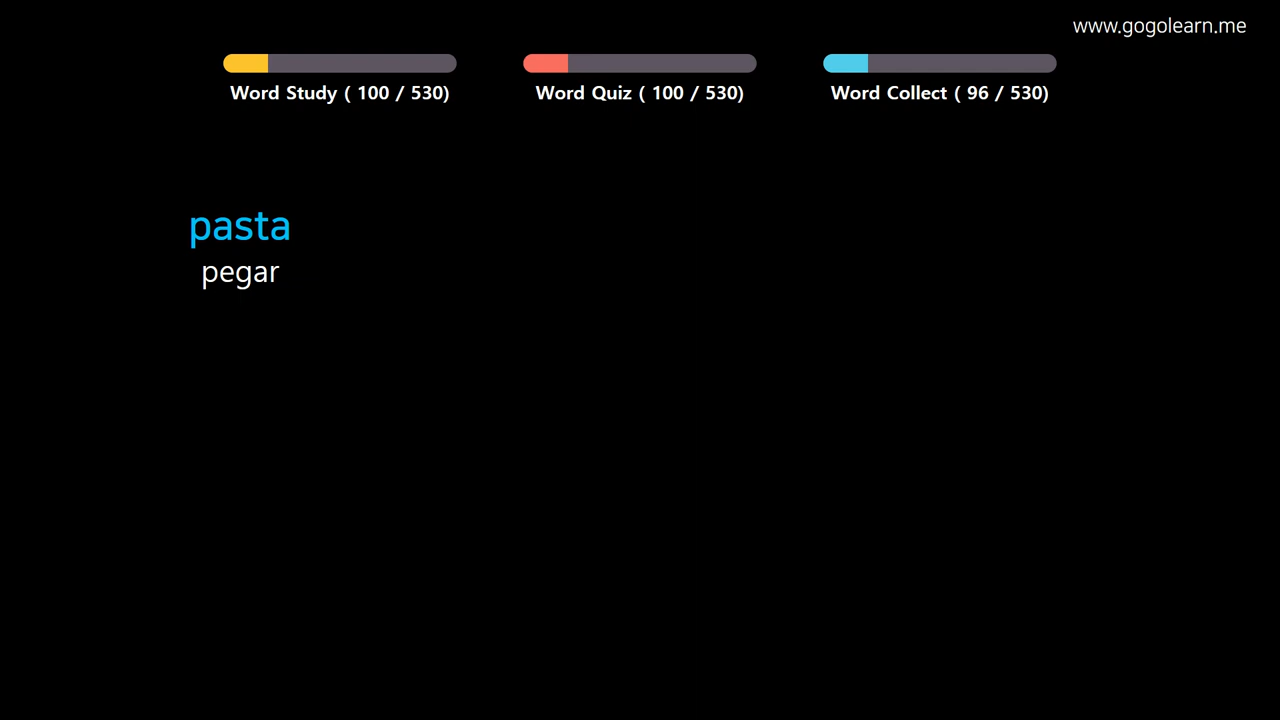 www.gogolearn.me
Word Study ( 100 / 530)
Word Quiz ( 100 / 530)
Word Collect ( 96 / 530)
pasta
pegar